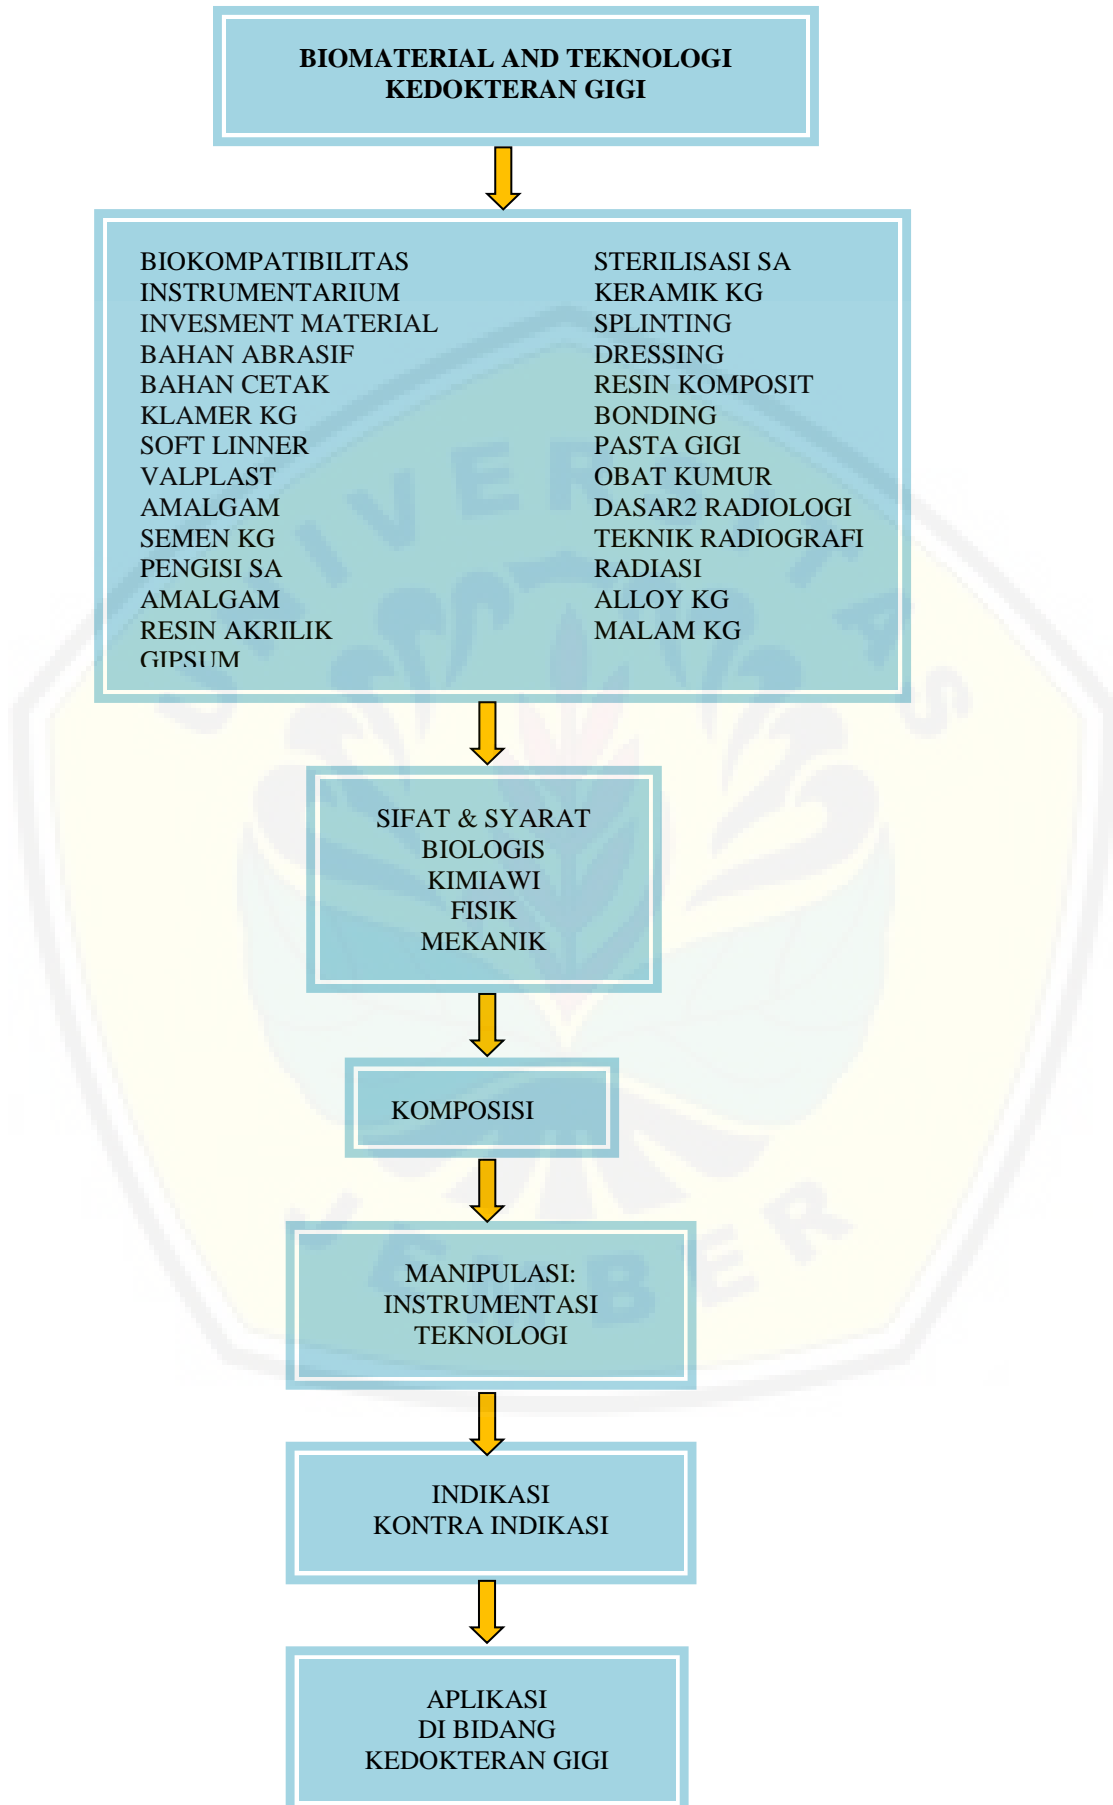 BIOMATERIAL AND TEKNOLOGI
KEDOKTERAN GIGI
BIOKOMPATIBILITAS
INSTRUMENTARIUM
INVESMENT MATERIAL
BAHAN ABRASIF
BAHAN CETAK
KLAMER KG
SOFT LINNER
VALPLAST
AMALGAM
SEMEN KG
PENGISI SA
AMALGAM
RESIN AKRILIK
GIPSUM
STERILISASI SA
KERAMIK KG
SPLINTING
DRESSING
RESIN KOMPOSIT
BONDING
PASTA GIGI
OBAT KUMUR
DASAR2 RADIOLOGI
TEKNIK RADIOGRAFI
RADIASI
ALLOY KG
MALAM KG
SIFAT & SYARAT
BIOLOGIS
KIMIAWI
FISIK
MEKANIK
KOMPOSISI
MANIPULASI:
INSTRUMENTASI
TEKNOLOGI
INDIKASI
KONTRA INDIKASI
APLIKASI
DI BIDANG
KEDOKTERAN GIGI
UNIVERSITAS
JEMBER